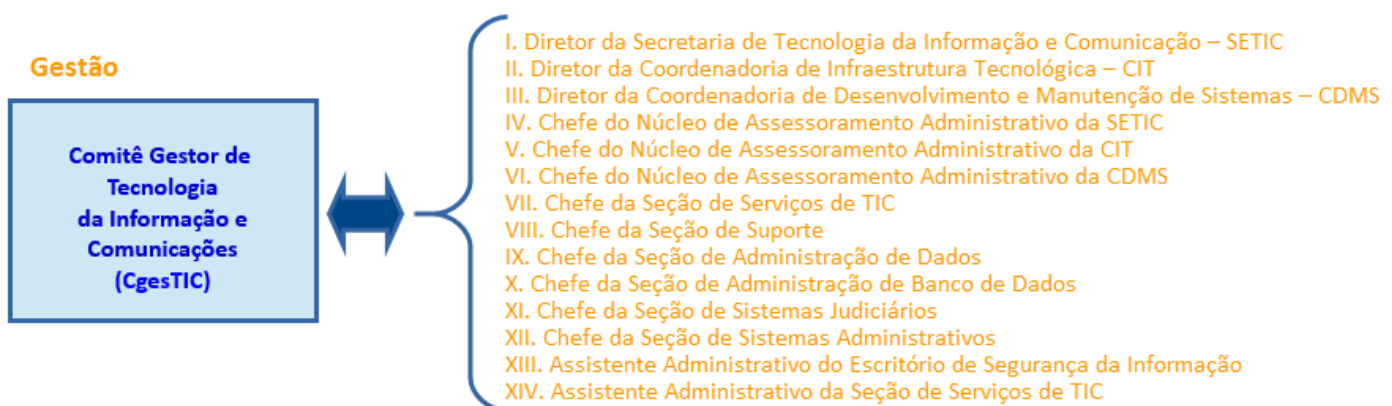 Gestão
Comitê Gestor de
Tecnologia
da Informação e
Comunicações
(CgesTIC)
I. Diretor da Secretaria de Tecnologia da Informação e Comunicação – SETIC
II. Diretor da Coordenadoria de Infraestrutura Tecnológica – CIT
III. Diretor da Coordenadoria de Desenvolvimento e Manutenção de Sistemas – CDMS
IV. Chefe do Núcleo de Assessoramento Administrativo da SETIC
V. Chefe do Núcleo de Assessoramento Administrativo da CIT
VI. Chefe do Núcleo de Assessoramento Administrativo da CDMS
VII. Chefe da Seção de Serviços de TIC
VIII. Chefe da Seção de Suporte
IX. Chefe da Seção de Administração de Dados
X. Chefe da Seção de Administração de Banco de Dados
XI. Chefe da Seção de Sistemas Judiciários
XII. Chefe da Seção de Sistemas Administrativos
XIII. Assistente Administrativo do Escritório de Segurança da Informação
XIV. Assistente Administrativo da Seção de Serviços de TIC